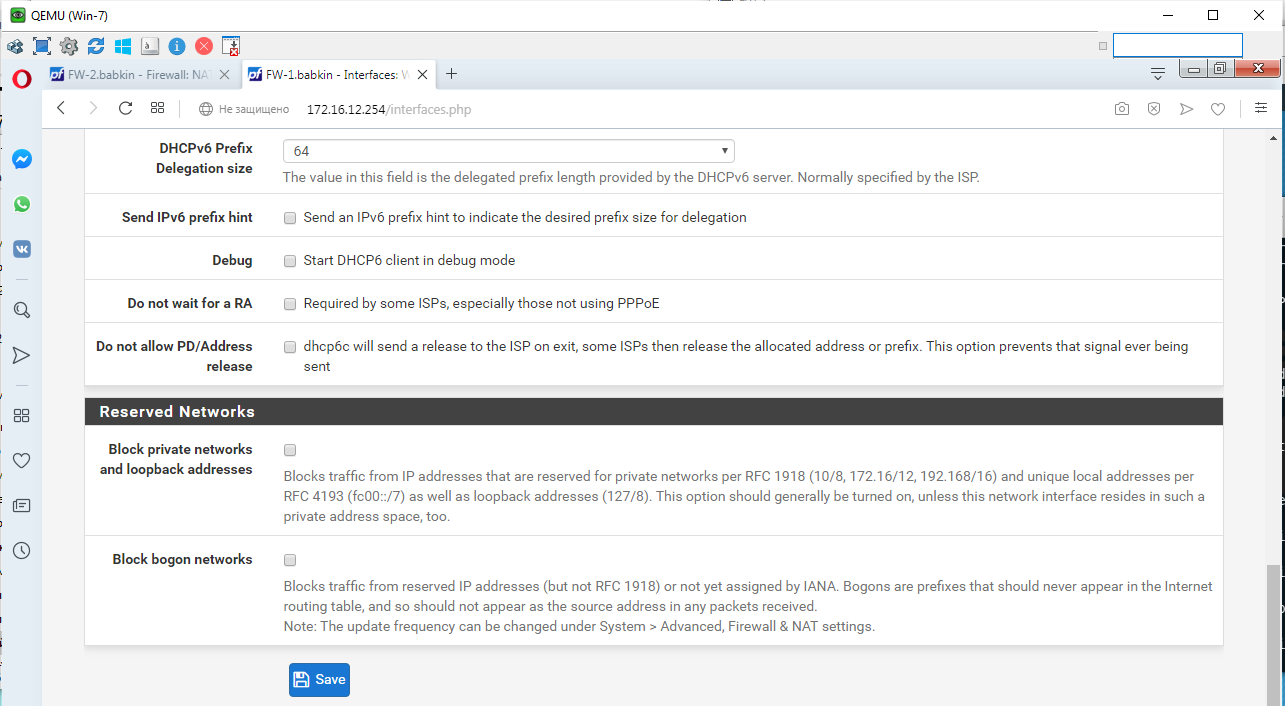 QEMU (Win-7)
FW-2.babkin - Firewall: NAT
FW-1.babkin - Interfaces: W
Не защищено 172.16.12.254/interfaces.php
DHCPv6 Prefix Delegation size
64
The value in this field is the delegated prefix length provided by the DHCPv6 server. Normally specified by the ISP.
Send IPv6 prefix hint
Send an IPv6 prefix hint to indicate the desired prefix size for delegation
Debug
Start DHCP6 client in debug mode
Do not wait for a RA
Required by some ISPs, especially those not using PPPoE
Do not allow PD/Address
release
dhcp6c will send a release to the ISP on exit, some ISPs then release the allocated address or prefix. This option prevents that signal ever being
sent
Reserved Networks
Block private networks
and loopback addresses
Blocks traffic from IP addresses that are reserved for private networks per RFC 1918 (10/8, 172.16/12, 192.168/16) and unique local addresses per
RFC 4193 (fc00::/7) as well as loopback addresses (127/8). This option should generally be turned on, unless this network interface resides in such a
private address space, too.
Block bogon networks
Blocks traffic from reserved IP addresses (but not RFC 1918) or not yet assigned by IANA. Bogons are prefixes that should never appear in the Internet
routing table, and so should not appear as the source address in any packets received.
Note: The update frequency can be changed under System > Advanced, Firewall & NAT settings.
Save